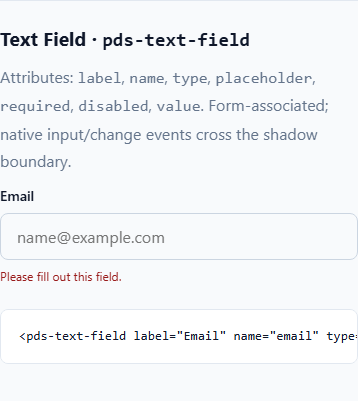 Text Field · pds-text-field
Attributes: label, name, type, placeholder,
required, disabled, value. Form-associated;
native input/change events cross the shadow
boundary.
Email
name@example.com
Please fill out this field.
<pds-text-field label="Email" name="email" type=